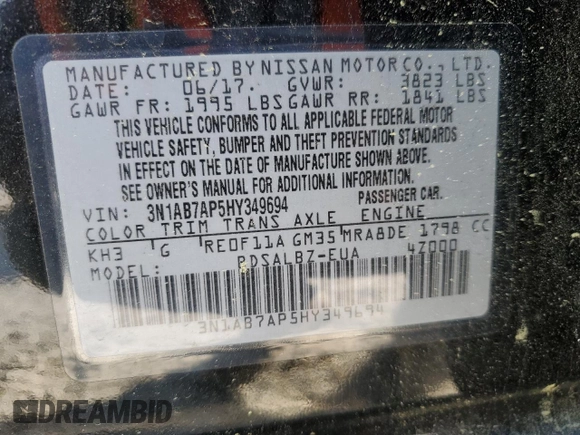 MANUFACTURED BY NISSAN MOTOR CO., LTD.
DATE: 06/17 GVWR: 3823 LBS
GAWR FR: 1995 LBS GAWR RR: 1841 LBS
THIS VEHICLE CONFORMS TO ALL APPLICABLE FEDERAL MOTOR
VEHICLE SAFETY, BUMPER AND THEFT PREVENTION STANDARDS
IN EFFECT ON THE DATE OF MANUFACTURE SHOWN ABOVE.
SEE OWNER'S MANUAL FOR ADDITIONAL INFORMATION.
VIN: 3N1AB7AP5HY349694 PASSENGER CAR.
COLOR TRIM TRANS AXLE ENGINE
KH3 G RE0F11A GM35 MRA8DE 1798 CC
MODEL: PDSALBZ-EUA 4Z000
3N1AB7AP5HY349694
DREAMBID